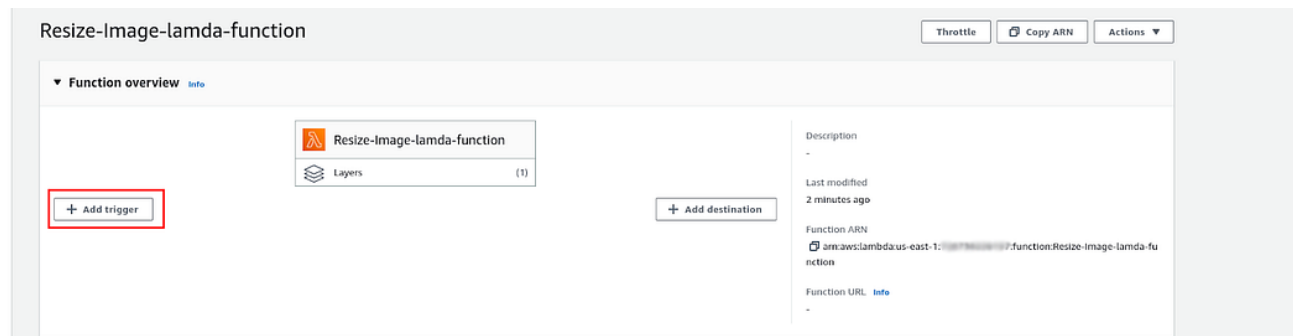 Resize-Image-lamda-function
Throttle
Copy ARN
Actions
Function overview Info
Resize-Image-lamda-function
Layers (1)
+ Add trigger
+ Add destination
Description
-
Last modified
2 minutes ago
Function ARN
arn:aws:lambda:us-east-1: :function:Resize-Image-lamda-fu
nction
Function URL Info
-